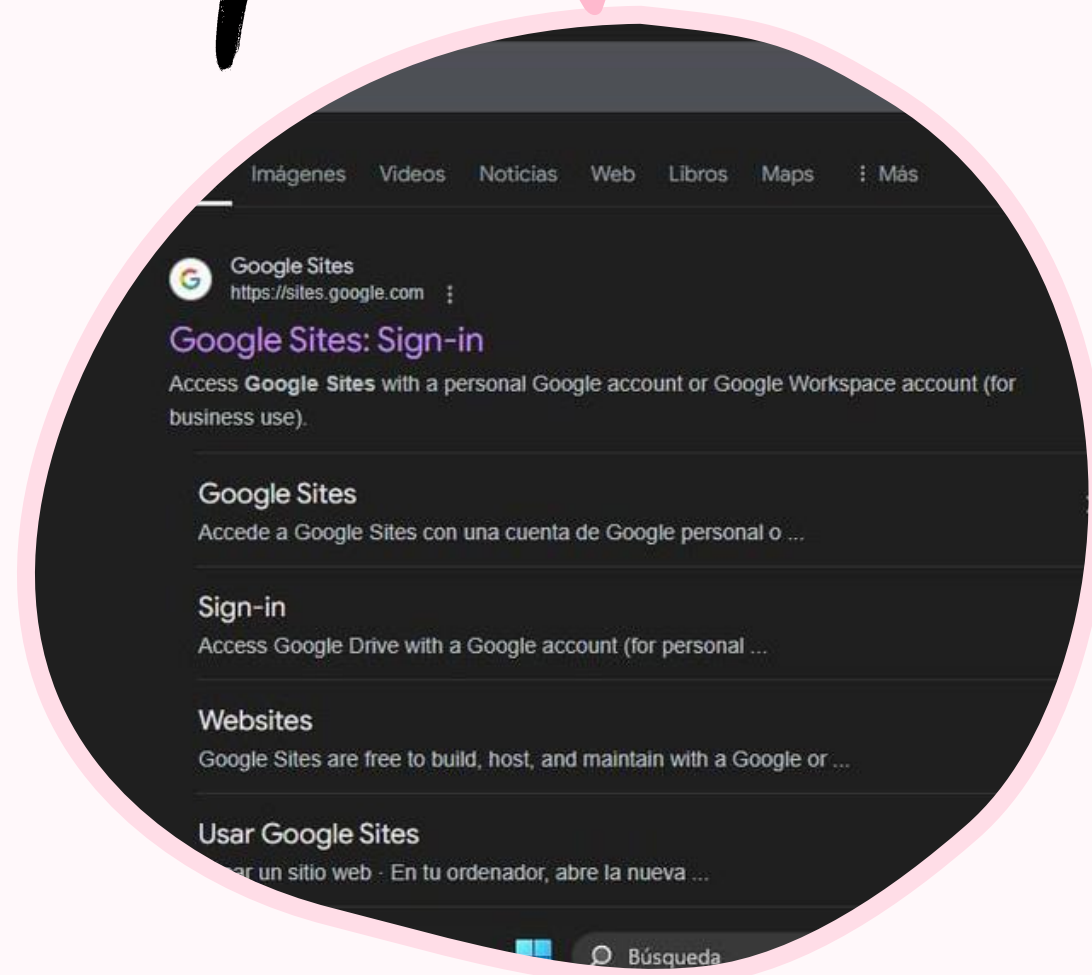 Imágenes Videos Noticias Web Libros Maps Más
Google Sites
https://sites.google.com
Google Sites: Sign-in
Access Google Sites with a personal Google account or Google Workspace account (for
business use).
Google Sites
Accede a Google Sites con una cuenta de Google personal o ...
Sign-in
Access Google Drive with a Google account (for personal ...
Websites
Google Sites are free to build, host, and maintain with a Google or ...
Usar Google Sites
un sitio web · En tu ordenador, abre la nueva ...
Búsqueda